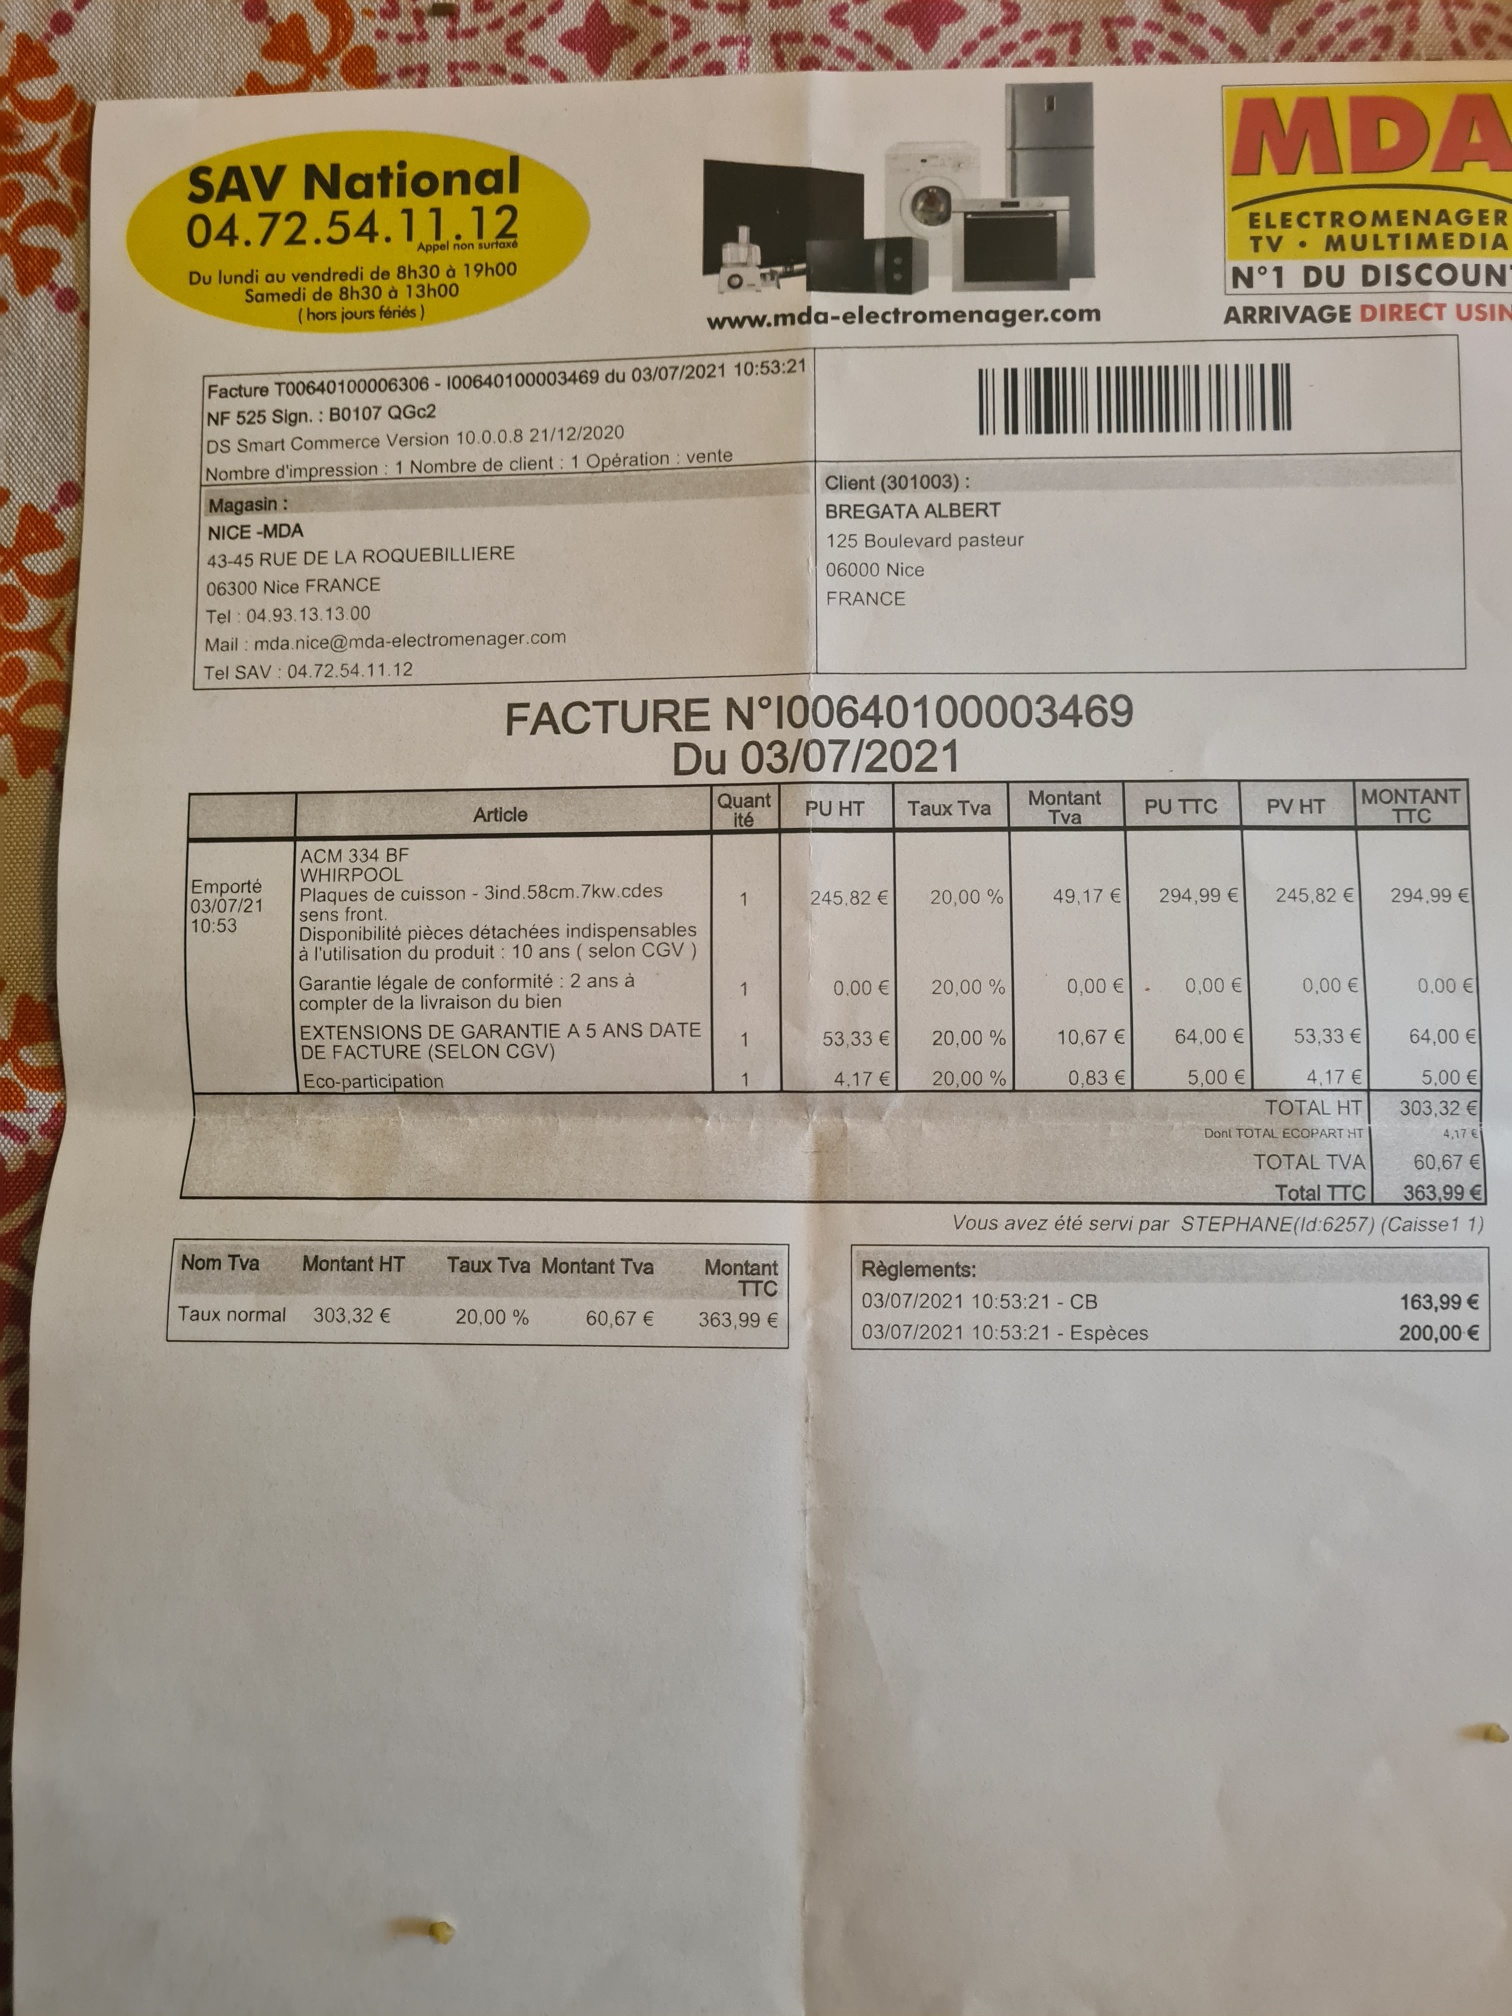 SAV National
04.72.54.11.12
Appel non surtaxé
Du lundi au vendredi de 8h30 à 19h00
Samedi de 8h30 à 13h00
( hors jours fériés )
www.mda-electromenager.com
MDA
ELECTROMENAGER
TV • MULTIMEDIA
N°1 DU DISCOUN
ARRIVAGE DIRECT USIN
Facture T00640100006306 - I00640100003469 du 03/07/2021 10:53:21
NF 525 Sign. : B0107 QGc2
DS Smart Commerce Version 10.0.0.8 21/12/2020
Nombre d'impression : 1 Nombre de client : 1 Opération : vente
Magasin :
NICE -MDA
43-45 RUE DE LA ROQUEBILLIERE
06300 Nice FRANCE
Tel : 04.93.13.13.00
Mail : mda.nice@mda-electromenager.com
Tel SAV : 04.72.54.11.12
Client (301003) :
BREGATA ALBERT
125 Boulevard pasteur
06000 Nice
FRANCE
FACTURE N°I00640100003469
Du 03/07/2021
Article Quant ité PU HT Taux Tva Montant Tva PU TTC PV HT MONTANT TTC
Emporté
03/07/21
10:53
ACM 334 BF
WHIRPOOL
Plaques de cuisson - 3ind.58cm.7kw.cdes 1 245,82 € 20,00 % 49,17 € 294,99 € 245,82 € 294,99 €
sens front.
Disponibilité pièces détachées indispensables
à l'utilisation du produit : 10 ans ( selon CGV )
Garantie légale de conformité : 2 ans à 1 0,00 € 20,00 % 0,00 € 0,00 € 0,00 € 0,00 €
compter de la livraison du bien
EXTENSIONS DE GARANTIE A 5 ANS DATE 1 53,33 € 20,00 % 10,67 € 64,00 € 53,33 € 64,00 €
DE FACTURE (SELON CGV)
Eco-participation 1 4,17 € 20,00 % 0,83 € 5,00 € 4,17 € 5,00 €
TOTAL HT 303,32 €
Dont TOTAL ECOPART HT 4,17 €
TOTAL TVA 60,67 €
Total TTC 363,99 €
Vous avez été servi par STEPHANE(Id:6257) (Caisse1 1)
Nom Tva Montant HT Taux Tva Montant Tva Montant TTC
Taux normal 303,32 € 20,00 % 60,67 € 363,99 €
Règlements:
03/07/2021 10:53:21 - CB 163,99 €
03/07/2021 10:53:21 - Espèces 200,00 €